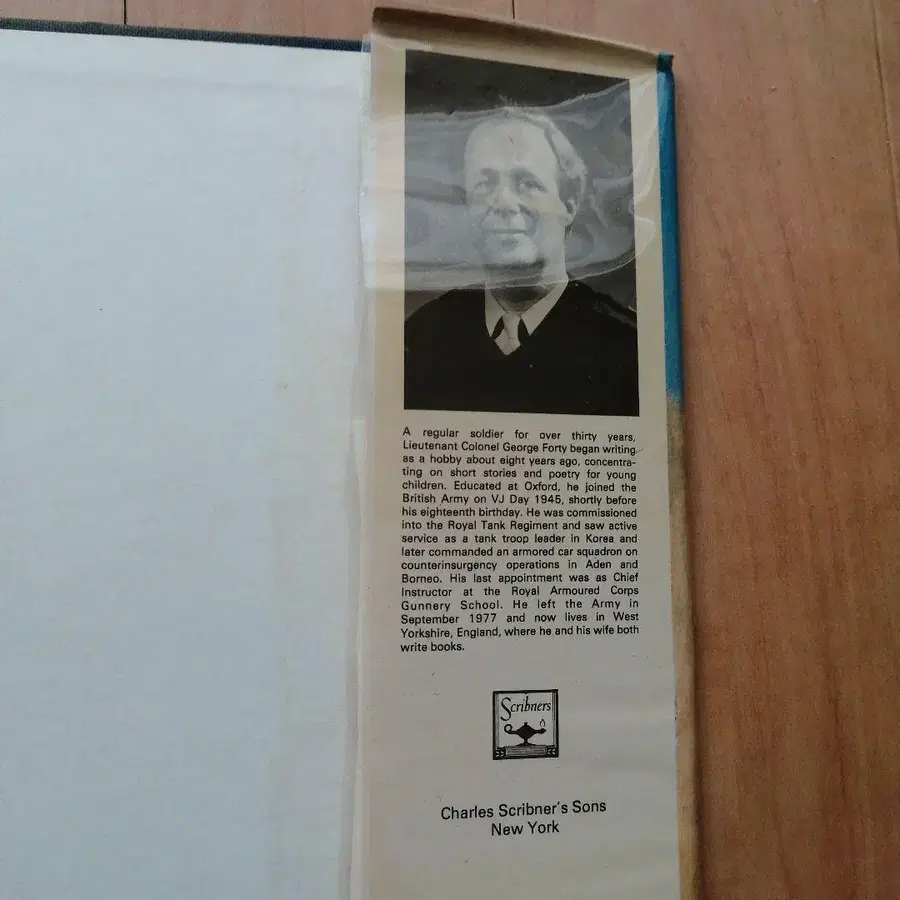 A regular soldier for over thirty years,
Lieutenant Colonel George Forty began writing
as a hobby about eight years ago, concentra-
ting on short stories and poetry for young
children. Educated at Oxford, he joined the
British Army on VJ Day 1945, shortly before
his eighteenth birthday. He was commissioned
into the Royal Tank Regiment and saw active
service as a tank troop leader in Korea and
later commanded an armored car squadron on
counterinsurgency operations in Aden and
Borneo. His last appointment was as Chief
Instructor at the Royal Armoured Corps
Gunnery School. He left the Army in
September 1977 and now lives in West
Yorkshire, England, where he and his wife both
write books.
Scribners
Charles Scribner's Sons
New York